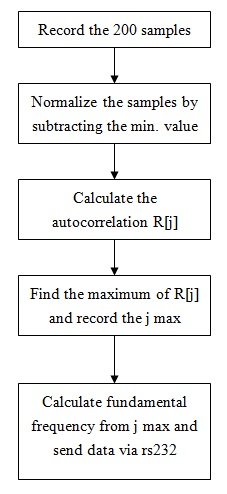 Record the 200 samples
Normalize the samples by
subtracting the min. value
Calculate the
autocorrelation R[j]
Find the maximum of R[j]
and record the j max
Calculate fundamental
frequency from j max and
send data via rs232